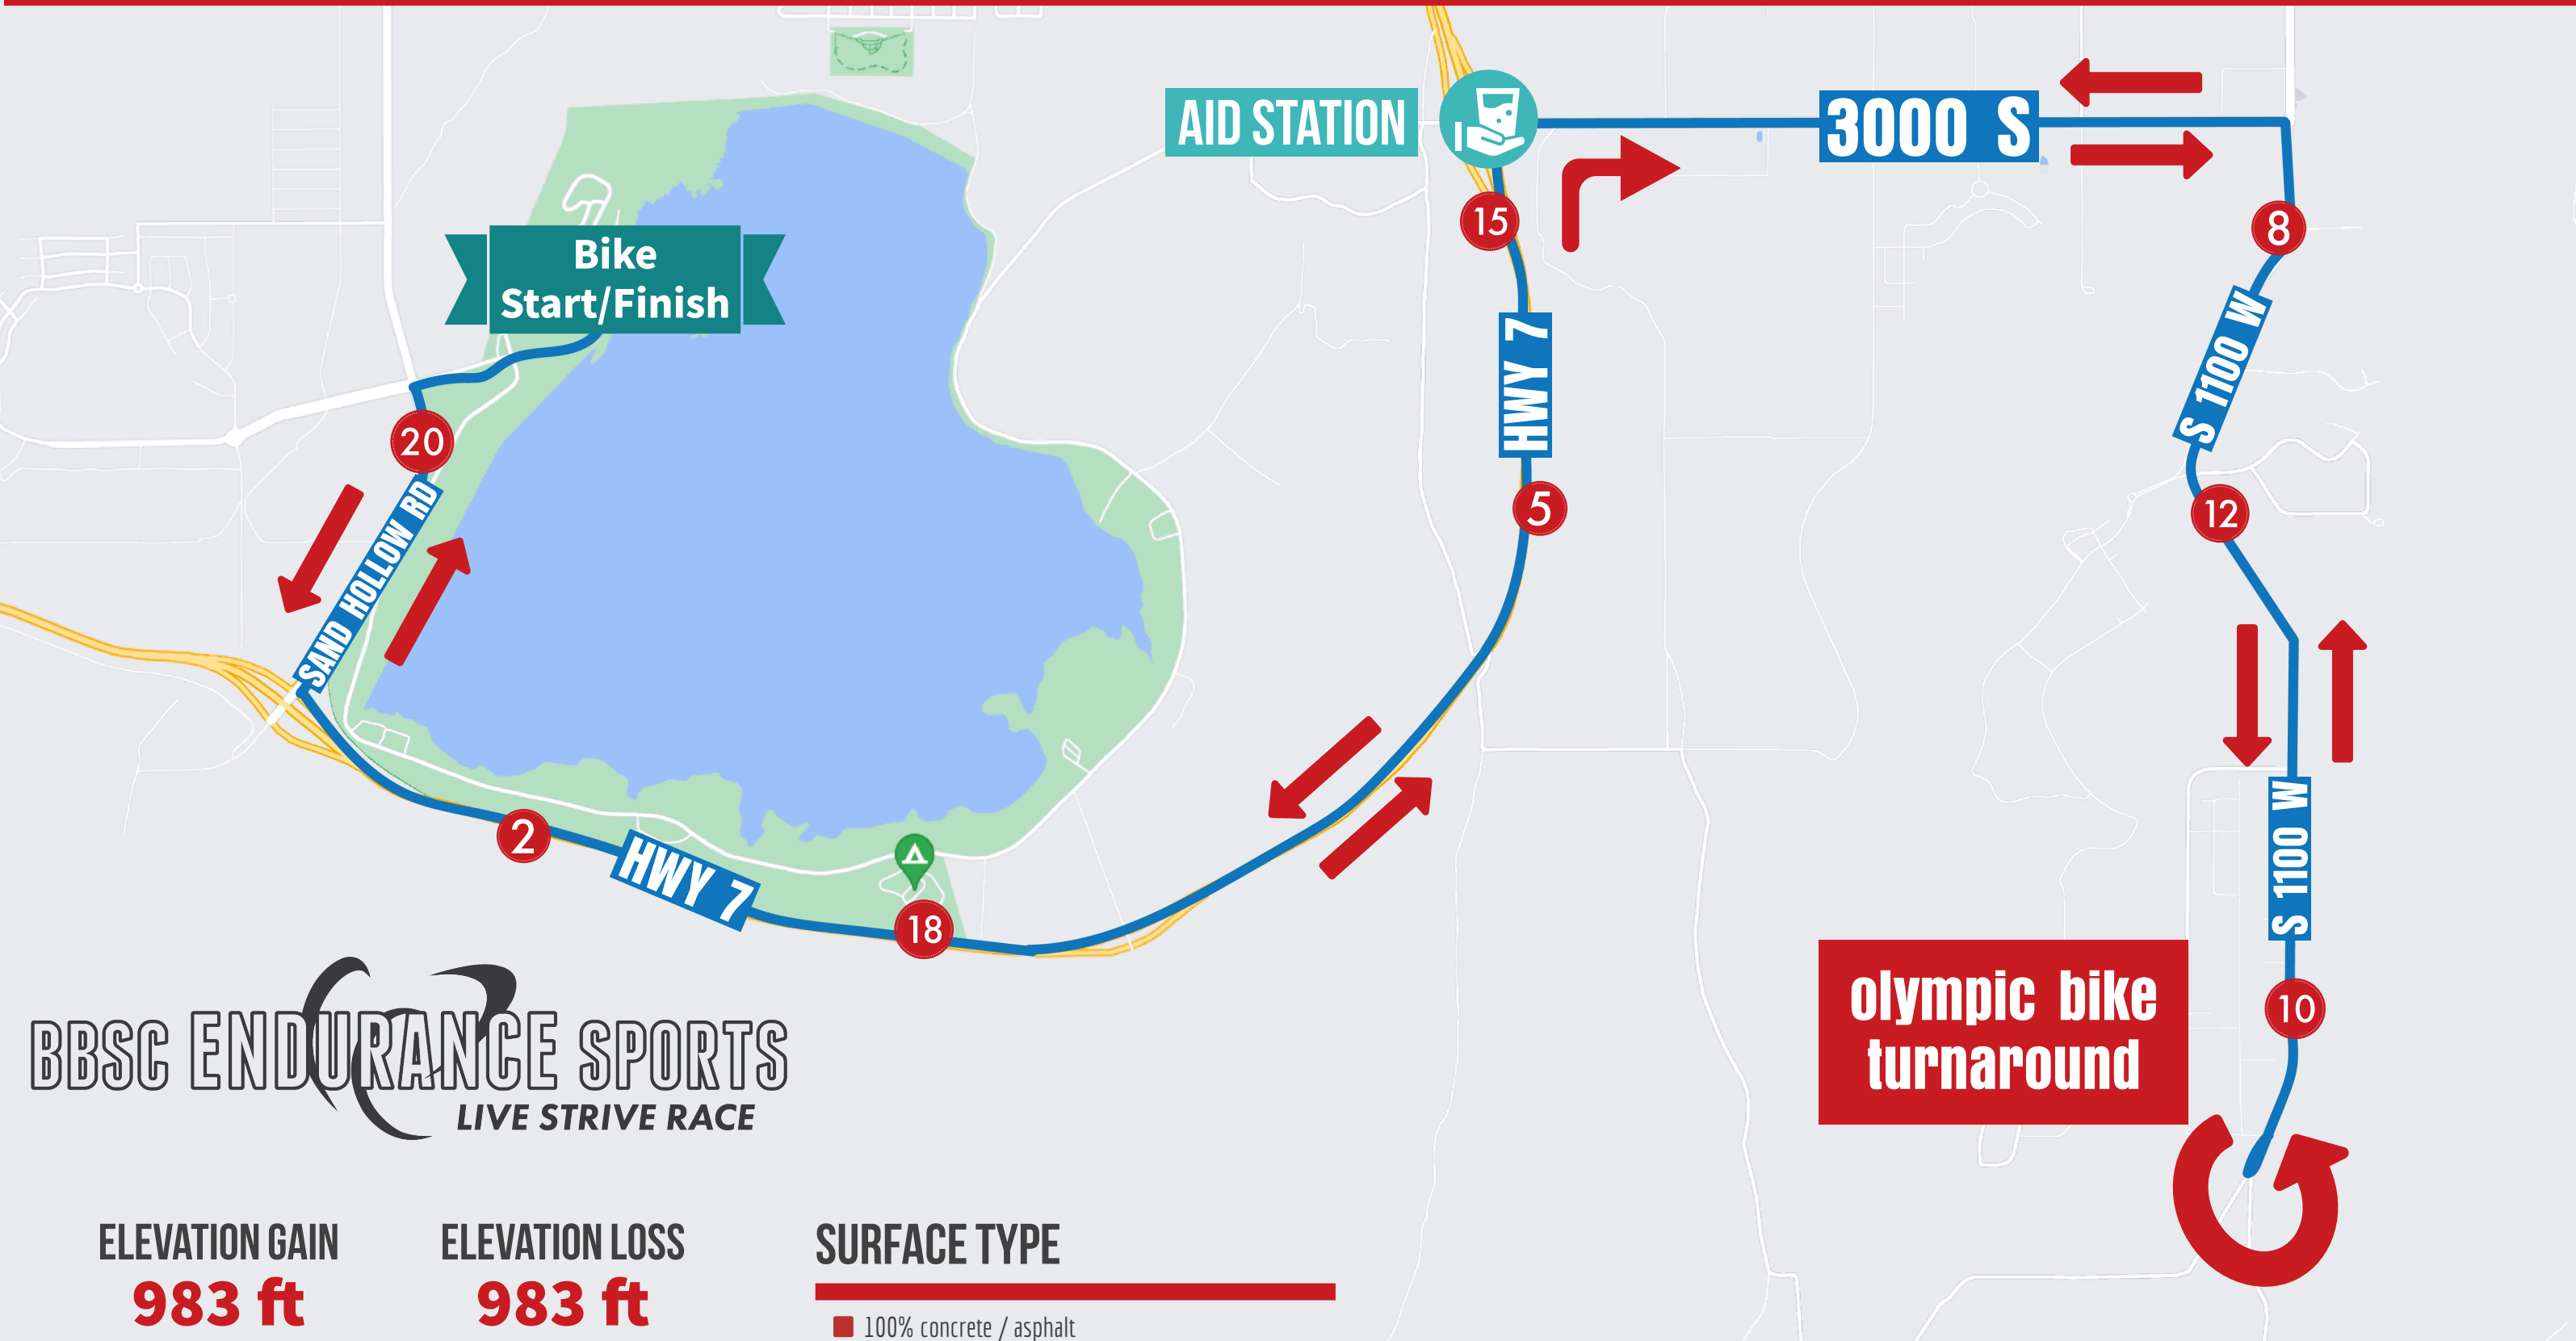 AID STATION
3000 S
15
8
Bike
Start/Finish
S 1100 W
HWY 7
20
5
12
SAND HOLLOW RD
2
HWY 7
18
S 1100 W
olympic bike
turnaround
10
BBSC ENDURANCE SPORTS
LIVE STRIVE RACE
ELEVATION GAIN
983 ft
ELEVATION LOSS
983 ft
SURFACE TYPE
100% concrete / asphalt